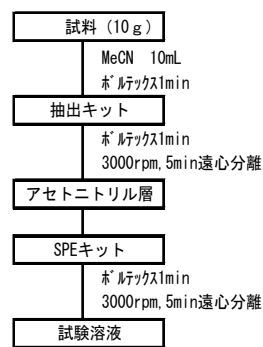 試料（10ｇ）
MeCN 10mL
ﾎﾞﾙﾃｯｸｽ1min
抽出キット
ﾎﾞﾙﾃｯｸｽ1min
3000rpm,5min遠心分離
アセトニトリル層
SPEキット
ﾎﾞﾙﾃｯｸｽ1min
3000rpm,5min遠心分離
試験溶液